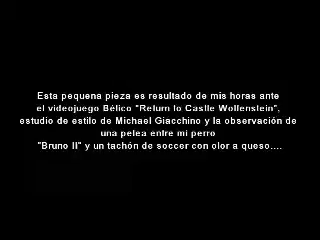 Esta pequena pieza es resultado de mis horas ante
el videojuego Bélico "Return to Castle Wolfenstein",
estudio de estilo de Michael Giacchino y la observación de
una pelea entre mi perro
"Bruno II" y un tachón de soccer con olor a queso....